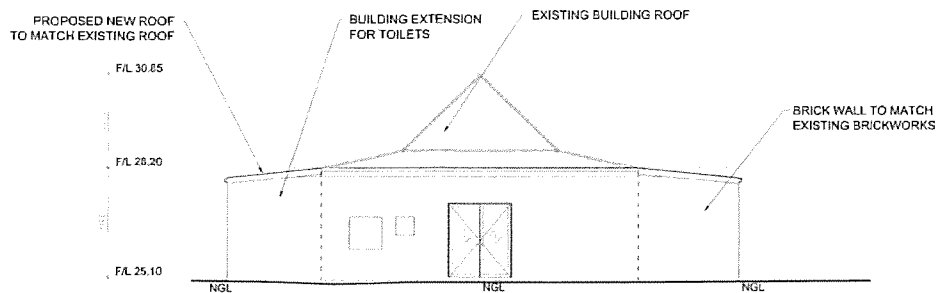 PROPOSED NEW ROOF
TO MATCH EXISTING ROOF
BUILDING EXTENSION
FOR TOILETS
EXISTING BUILDING ROOF
F/L 30.85
BRICK WALL TO MATCH
EXISTING BRICKWORKS
F/L 28.20
F/L 25.10
NGL
NGL
NGL